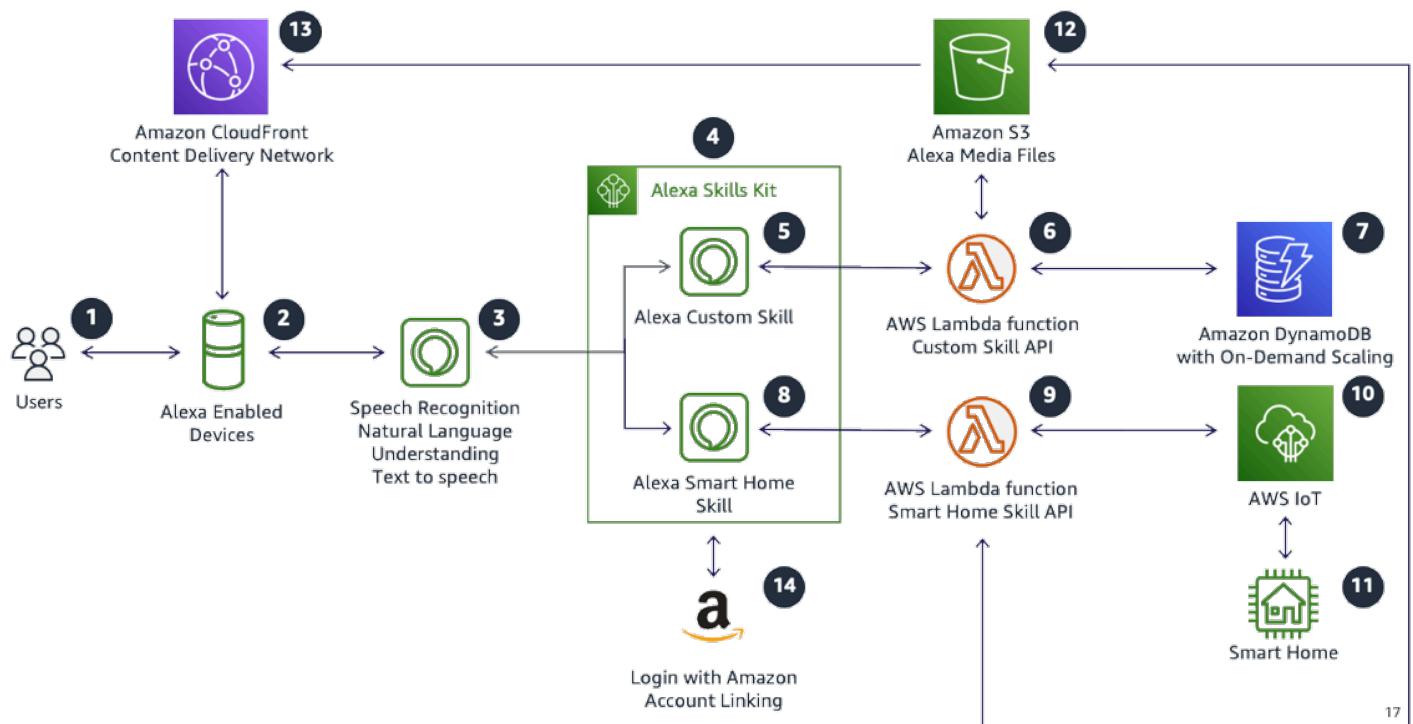 13
12
Amazon CloudFront
Content Delivery Network
Amazon S3
Alexa Media Files
4
Alexa Skills Kit
5
6
7
Alexa Custom Skill
AWS Lambda function
Custom Skill API
Amazon DynamoDB
with On-Demand Scaling
1
2
3
Users
Alexa Enabled
Devices
Speech Recognition
Natural Language
Understanding
Text to speech
8
9
10
Alexa Smart Home
Skill
AWS Lambda function
Smart Home Skill API
AWS IoT
14
11
a
Smart Home
Login with Amazon
Account Linking
17